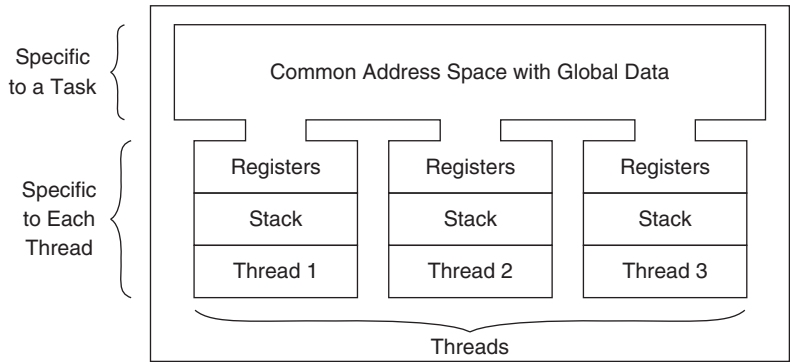 Specific
to a Task
Common Address Space with Global Data
Specific
to Each
Thread
Registers
Stack
Thread 1
Registers
Stack
Thread 2
Registers
Stack
Thread 3
Threads